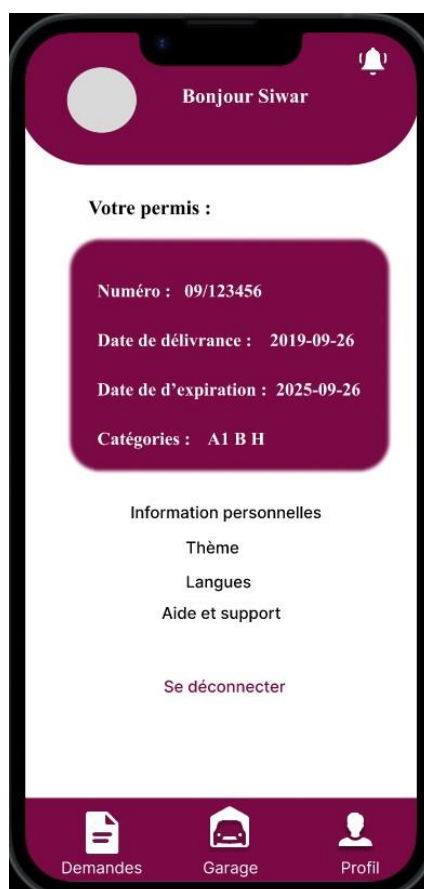 Bonjour Siwar
Votre permis :
Numéro : 09/123456
Date de délivrance : 2019-09-26
Date de d'expiration : 2025-09-26
Catégories : A1 B H
Information personnelles
Thème
Langues
Aide et support
Se déconnecter
Demandes Garage Profil